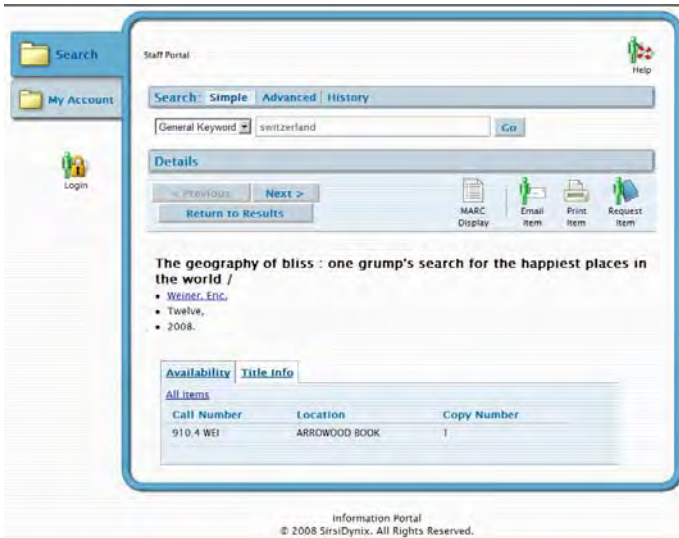 Search
My Account
Login
Staff Portal
Help
Search: Simple Advanced History
General Keyword switzerland Go
Details
< Previous Next >
Return to Results
MARC Display
Email Item
Print Item
Request Item
The geography of bliss : one grump's search for the happiest places in
the world /
• Weiner, Eric.
• Twelve,
• 2008.
Availability Title Info
All Items
Call Number Location Copy Number
910.4 WEI ARROWOOD BOOK 1
Information Portal
© 2008 SirsiDynix. All Rights Reserved.